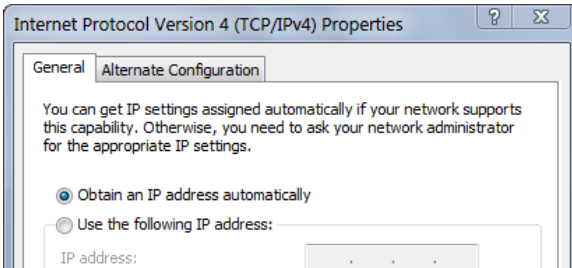 Internet Protocol Version 4 (TCP/IPv4) Properties
General Alternate Configuration
You can get IP settings assigned automatically if your network supports
this capability. Otherwise, you need to ask your network administrator
for the appropriate IP settings.
Obtain an IP address automatically
Use the following IP address:
IP address: